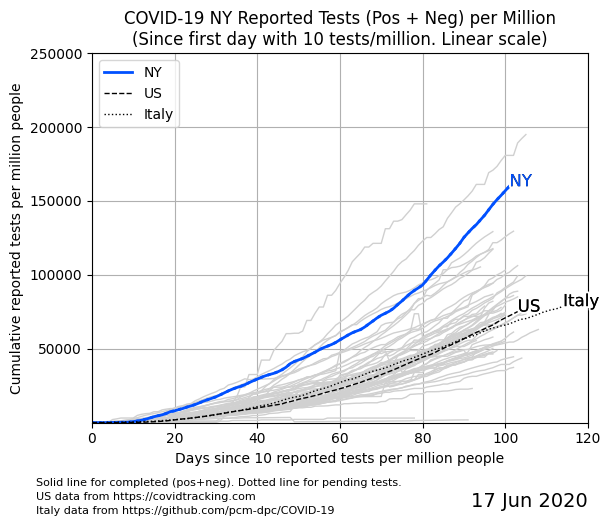 COVID-19 NY Reported Tests (Pos + Neg) per Million
(Since first day with 10 tests/million. Linear scale)
250000
200000
150000
100000
50000
Cumulative reported tests per million people
NY
US
Italy
NY
US
Italy
0 20 40 60 80 100 120
Days since 10 reported tests per million people
Solid line for completed (pos+neg). Dotted line for pending tests.
US data from https://covidtracking.com
Italy data from https://github.com/pcm-dpc/COVID-19
17 Jun 2020